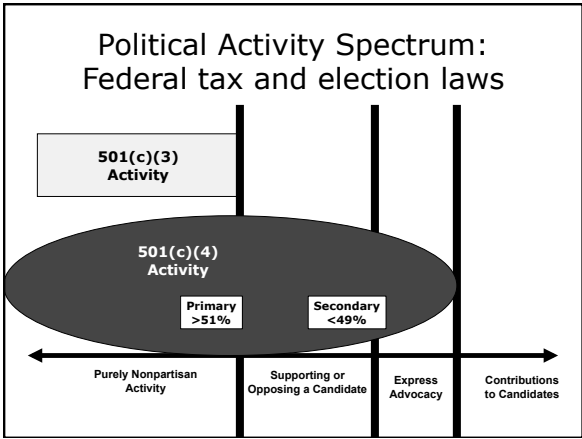 Political Activity Spectrum:
Federal tax and election laws
501(c)(3)
Activity
501(c)(4)
Activity
Primary
>51%
Secondary
<49%
Purely Nonpartisan
Activity
Supporting or
Opposing a Candidate
Express
Advocacy
Contributions
to Candidates